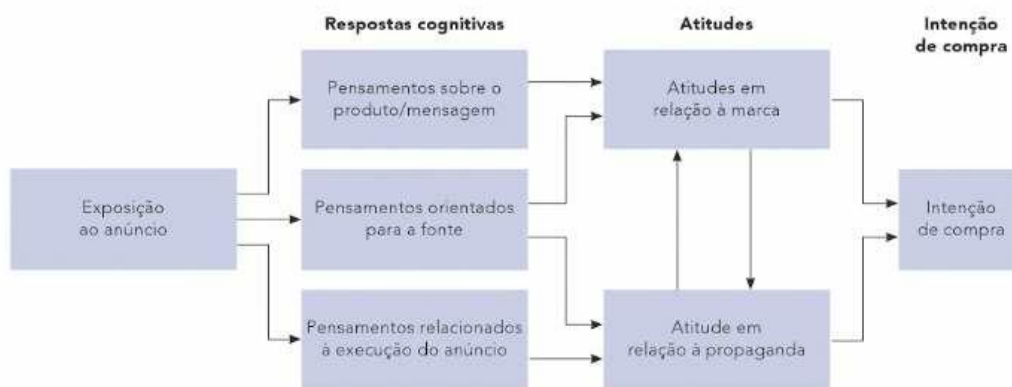 Respostas cognitivas
Atitudes
Intenção
de compra
Pensamentos sobre o
produto/mensagem
Atitudes em
relação à marca
Exposição
ao anúncio
Pensamentos orientados
para a fonte
Intenção
de compra
Pensamentos relacionados
à execução do anúncio
Atitude em
relação à propaganda